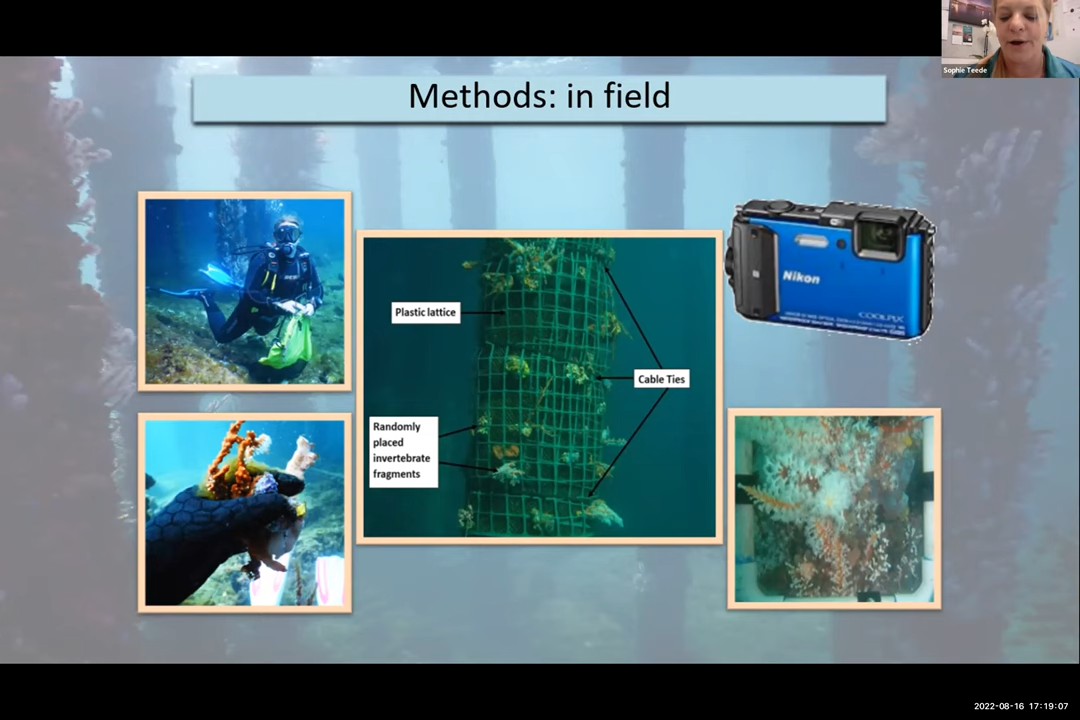 Sophie Teede
Methods: in field
Plastic lattice
Cable Ties
Randomly
placed
invertebrate
fragments
Nikon
COOLPIX
2022-08-16 17:19:07